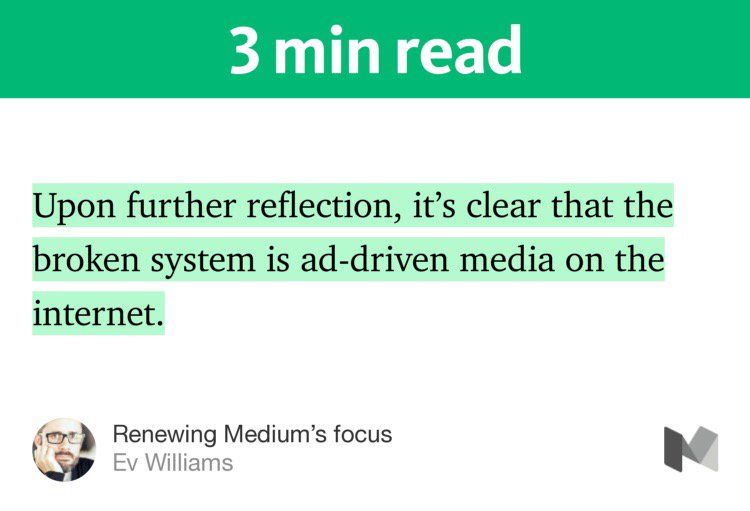 3 min read
Upon further reflection, it’s clear that the
broken system is ad-driven media on the
internet.
Renewing Medium’s focus
Ev Williams